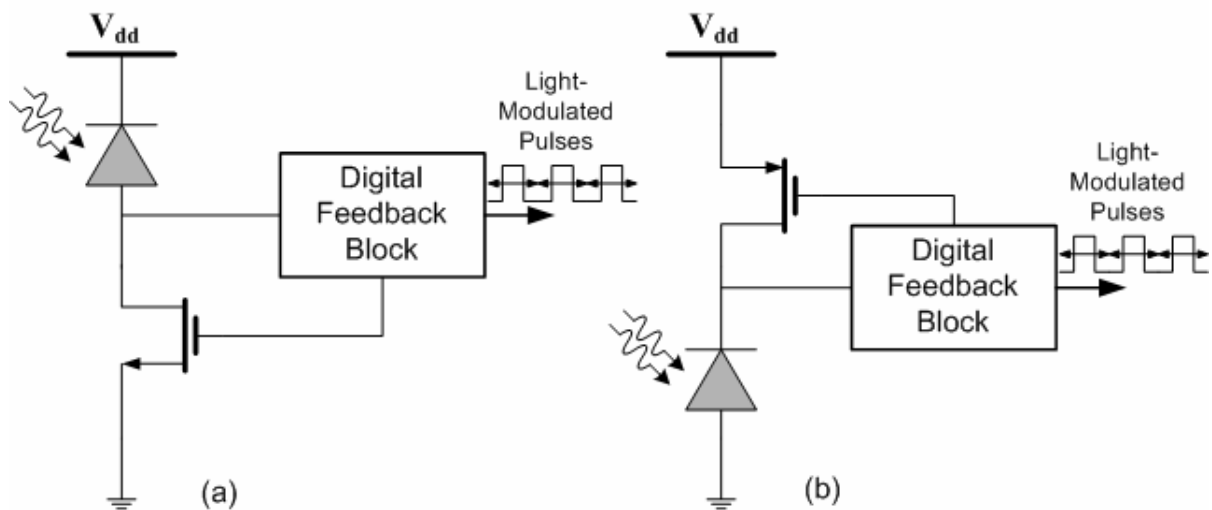 Vdd
Light-
Modulated
Pulses
Digital
Feedback
Block
(a)
Vdd
Light-
Modulated
Pulses
Digital
Feedback
Block
(b)